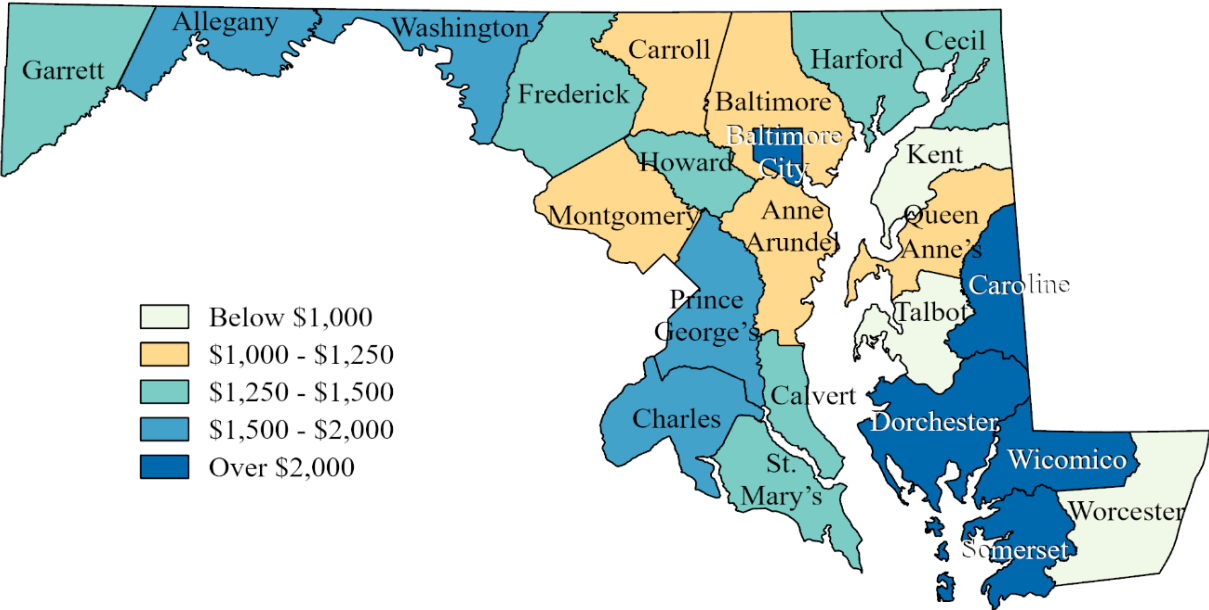 Allegany
Washington
Garrett
Carroll
Cecil
Harford
Frederick
Baltimore
Baltimore
City
Kent
Howard
Montgomery
Anne
Arundel
Queen
Anne's
Caroline
Prince
George's
Talbot
Calvert
Charles
Dorchester
St.
Mary's
Wicomico
Worcester
Somerset
Below $1,000
$1,000 - $1,250
$1,250 - $1,500
$1,500 - $2,000
Over $2,000